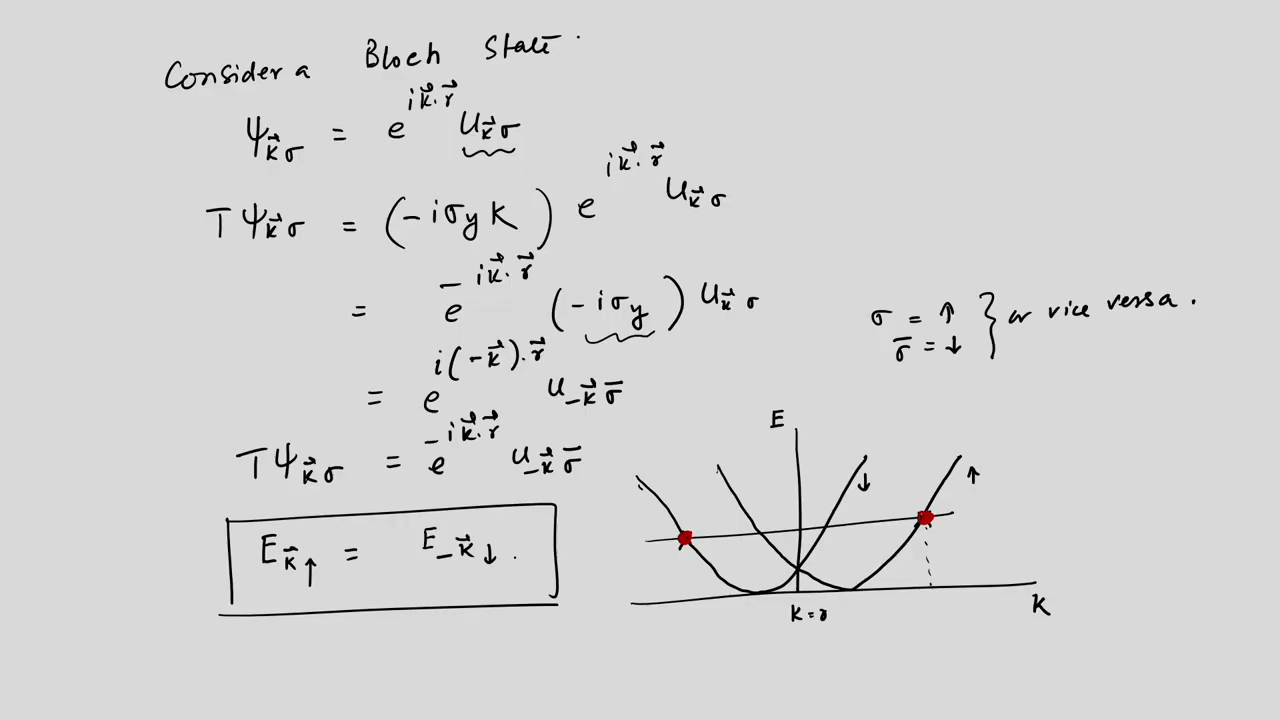 Consider a Bloch State.
ψ_{k⃗σ} = e^{ik⃗.r⃗} u_{k⃗σ}
Tψ_{k⃗σ} = (-iσ_y K) e^{ik⃗.r⃗} u_{k⃗σ}
= e^{-ik⃗.r⃗} (-iσ_y) u_{k⃗σ}
σ = ↑
σ̅ = ↓ } or vice versa.
= e^{i(-k⃗).r⃗} u_{-k⃗σ̅}
Tψ_{k⃗σ} = e^{-ik⃗.r⃗} u_{-k⃗σ̅}
E_{k⃗↑} = E_{-k⃗↓}.
E
↓
↑
k